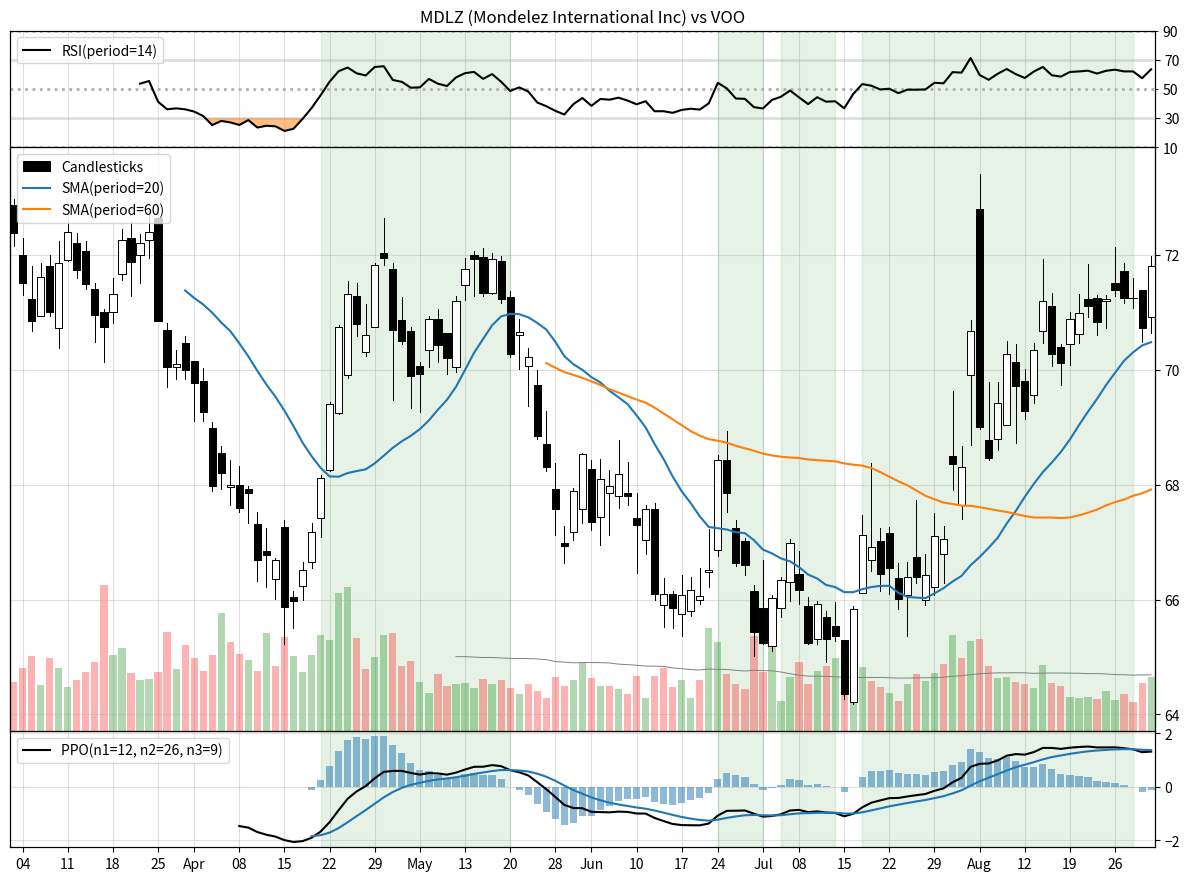 MDLZ (Mondelez International Inc) vs VOO
RSI(period=14)
90
70
50
30
10
Candlesticks
SMA(period=20)
SMA(period=60)
72
70
68
66
64
PPO(n1=12, n2=26, n3=9)
2
0
−2
04 11 18 25 Apr 08 15 22 29 May 13 20 28 Jun 10 17 24 Jul 08 15 22 29 Aug 12 19 26